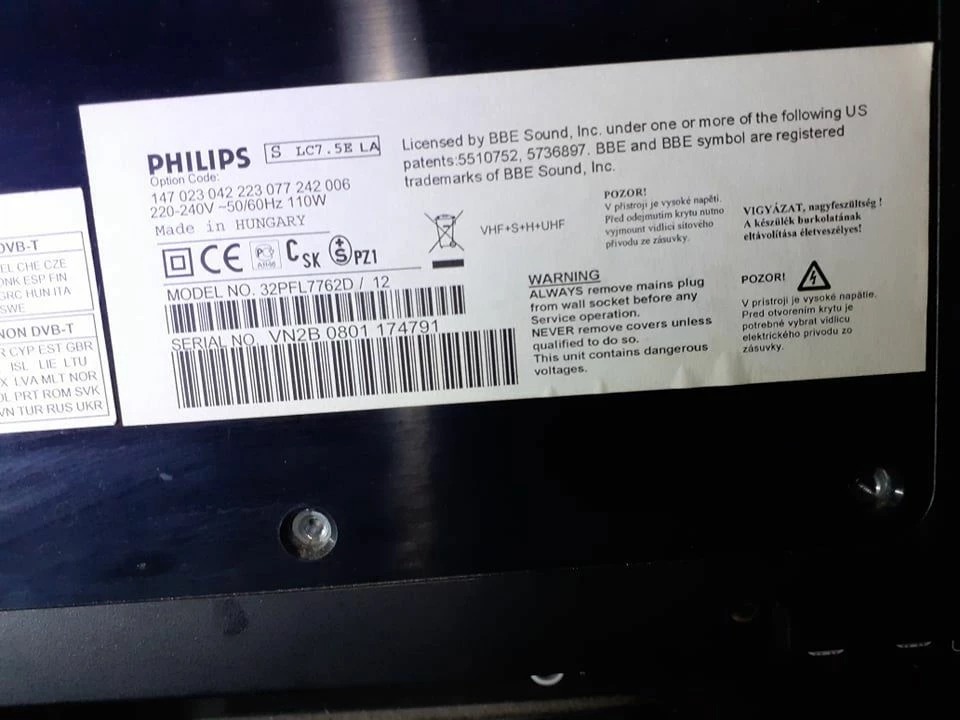 PHILIPS
S LC7.5E LA
Option Code:
147 023 042 223 077 242 006
220-240V ~50/60Hz 110W
Made in HUNGARY
CE
CSK
S PZ1
MODEL NO. 32PFL7762D / 12
SERIAL NO. VN2B 0801 174791
Licensed by BBE Sound, Inc. under one or more of the following US
patents:5510752, 5736897. BBE and BBE symbol are registered
trademarks of BBE Sound, Inc.
VHF+S+H+UHF
POZOR!
V přístroji je vysoké napětí.
Před odejmutím krytu nutno
vyjmout vidlici síťového
přívodu ze zásuvky.
VIGYÁZAT, nagyfeszültség !
A készülék burkolatának
eltávolítása életveszélyes!
WARNING
ALWAYS remove mains plug
from wall socket before any
Service operation.
NEVER remove covers unless
qualified to do so.
This unit contains dangerous
voltages.
POZOR!
V prístroji je vysoké napätie.
Pred otvorením krytu je
potrebné vybrat vidlicu
elektrického prívodu zo
zásuvky.
DVB-T
EL CHE CZE
DNK ESP FIN
GRC HUN ITA
SWE
NON DVB-T
CYP EST GBR
ISL LIE LTU
LVA MLT NOR
PRT ROM SVK
TUR RUS UKR